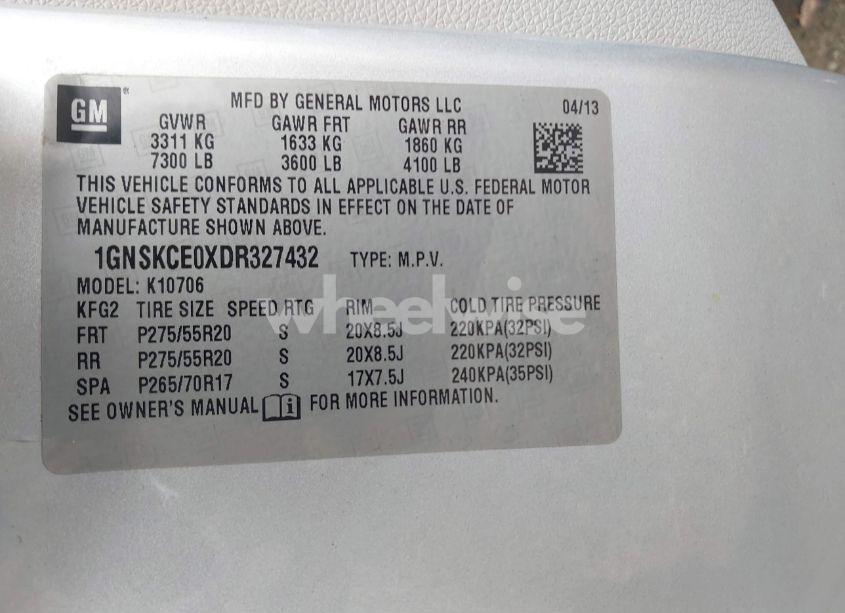 GM
MFD BY GENERAL MOTORS LLC 04/13
GVWR GAWR FRT GAWR RR
3311 KG 1633 KG 1860 KG
7300 LB 3600 LB 4100 LB
THIS VEHICLE CONFORMS TO ALL APPLICABLE U.S. FEDERAL MOTOR
VEHICLE SAFETY STANDARDS IN EFFECT ON THE DATE OF
MANUFACTURE SHOWN ABOVE.
1GNSKCE0XDR327432 TYPE: M.P.V.
MODEL: K10706
KFG2 TIRE SIZE SPEED RTG RIM COLD TIRE PRESSURE
FRT P275/55R20 S 20X8.5J 220KPA(32PSI)
RR P275/55R20 S 20X8.5J 220KPA(32PSI)
SPA P265/70R17 S 17X7.5J 240KPA(35PSI)
SEE OWNER'S MANUAL FOR MORE INFORMATION.
wheelwise